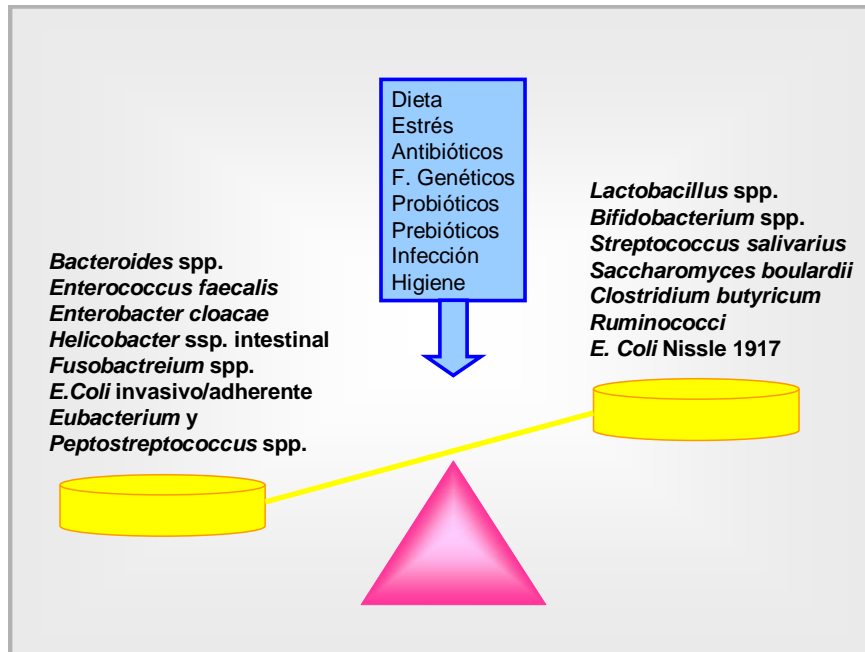 Dieta
Estrés
Antibióticos
F. Genéticos
Probióticos
Prebióticos
Infección
Higiene
Bacteroides spp.
Enterococcus faecalis
Enterobacter cloacae
Helicobacter ssp. intestinal
Fusobactreium spp.
E.Coli invasivo/adherente
Eubacterium y
Peptostreptococcus spp.
Lactobacillus spp.
Bifidobacterium spp.
Streptococcus salivarius
Saccharomyces boulardii
Clostridium butyricum
Ruminococci
E. Coli Nissle 1917